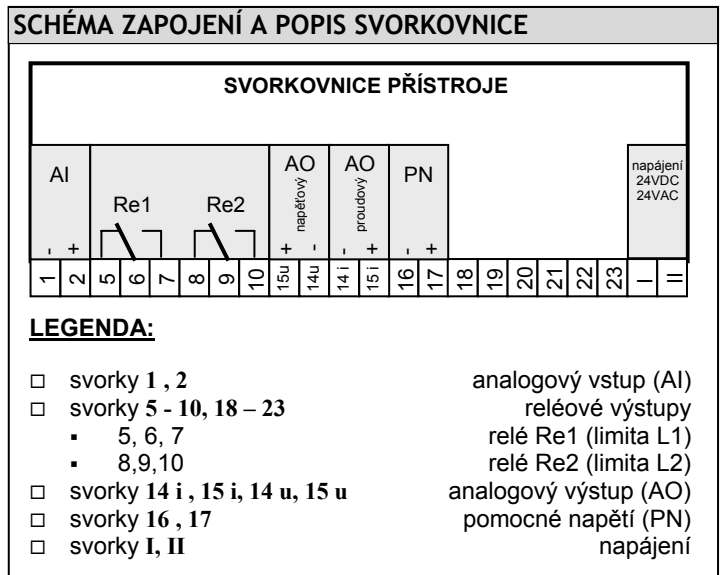 SCHÉMA ZAPOJENÍ A POPIS SVORKOVNICE
SVORKOVNICE PŘÍSTROJE
AI
Re1
Re2
AO
napěťový
AO
proudový
PN
napájení
24VDC
24VAC
- +
+ -
- +
- +
1 2 5 6 7 8 9 10 15u 14u 14 i 15 i 16 17 18 19 20 21 22 23 I II
LEGENDA:
□ svorky 1 , 2 analogový vstup (AI)
□ svorky 5 - 10, 18 – 23 reléové výstupy
▪ 5, 6, 7 relé Re1 (limita L1)
▪ 8,9,10 relé Re2 (limita L2)
□ svorky 14 i , 15 i, 14 u, 15 u analogový výstup (AO)
□ svorky 16 , 17 pomocné napětí (PN)
□ svorky I, II napájení